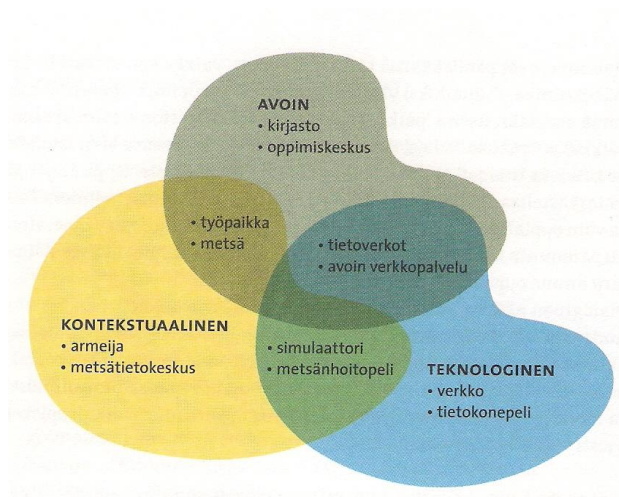 AVOIN
• kirjasto
• oppimiskeskus
• työpaikka
• metsä
• tietoverkot
• avoin verkkopalvelu
KONTEKSTUAALINEN
• armeija
• metsätietokeskus
• simulaattori
• metsänhoitopeli
TEKNOLOGINEN
• verkko
• tietokonepeli